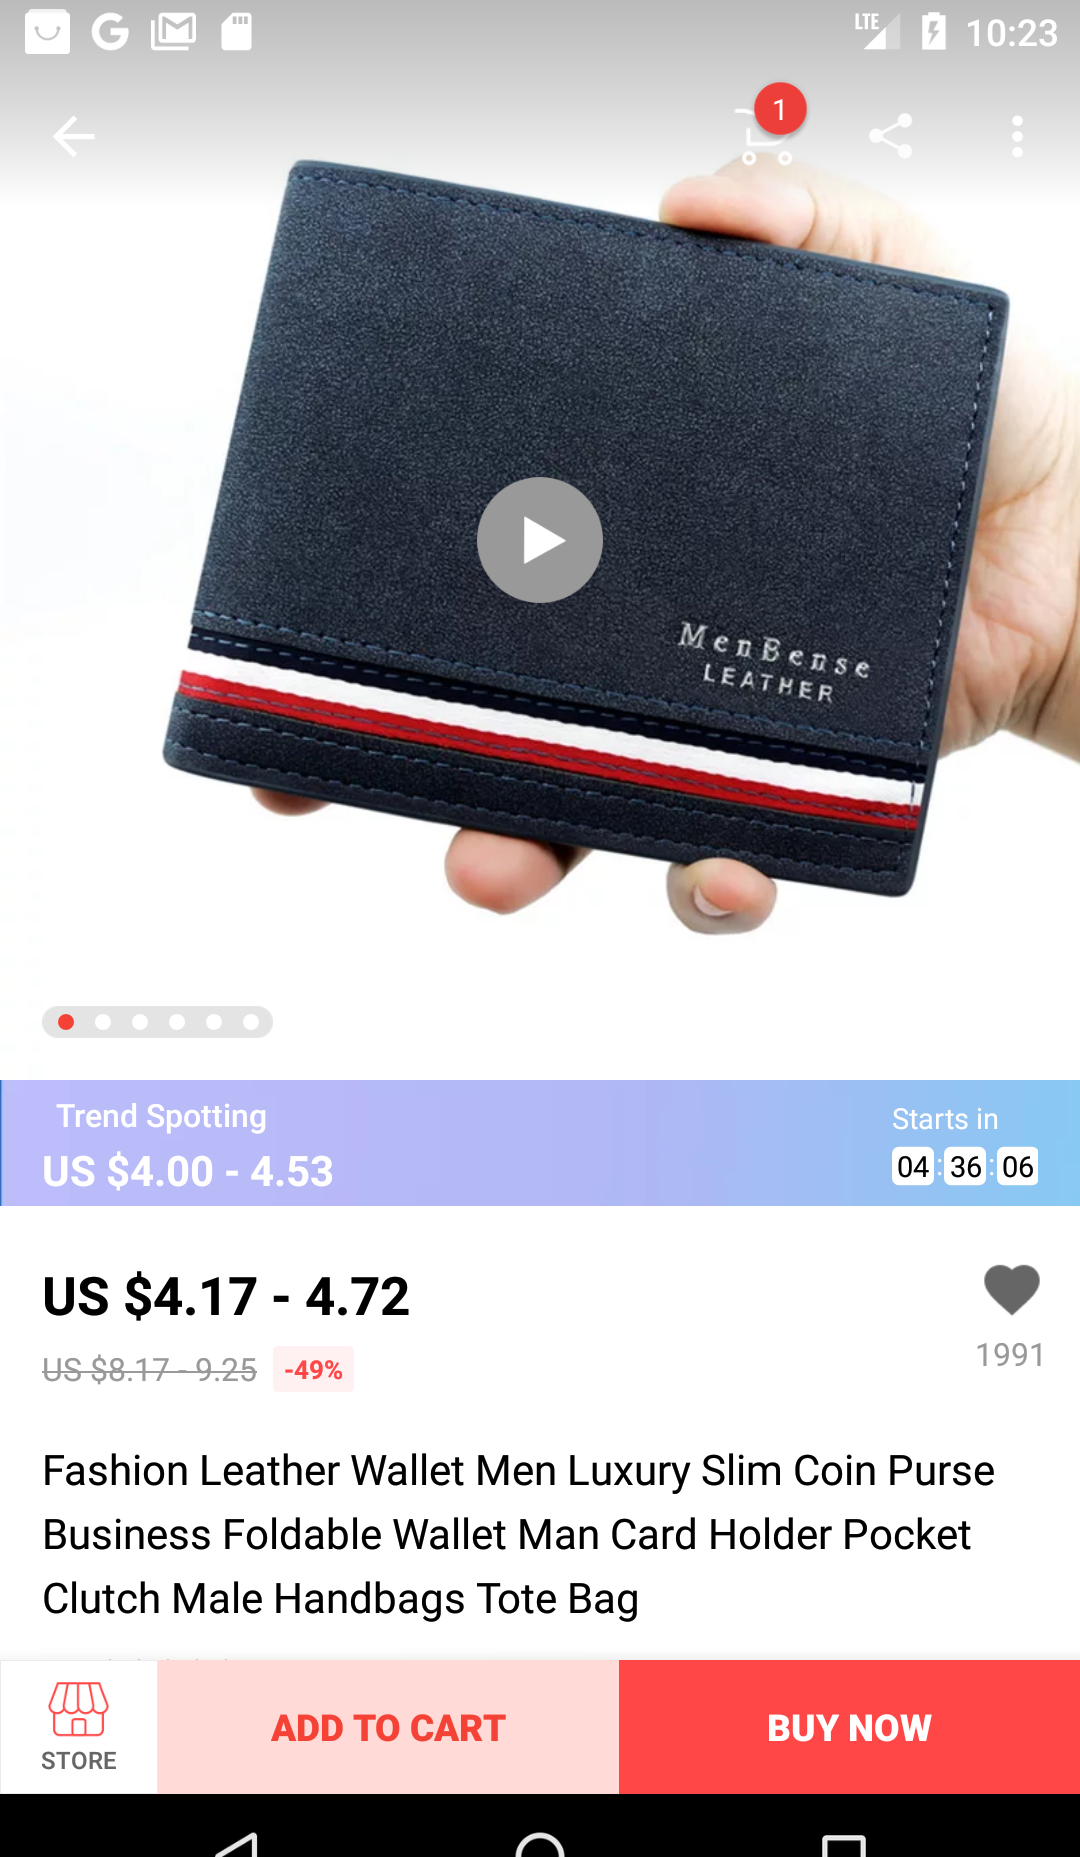 LTE
10:23
1
MenBense
LEATHER
Trend Spotting
Starts in
US $4.00 - 4.53
04:36:06
US $4.17 - 4.72
US $8.17 - 9.25 -49%
1991
Fashion Leather Wallet Men Luxury Slim Coin Purse
Business Foldable Wallet Man Card Holder Pocket
Clutch Male Handbags Tote Bag
STORE
ADD TO CART
BUY NOW